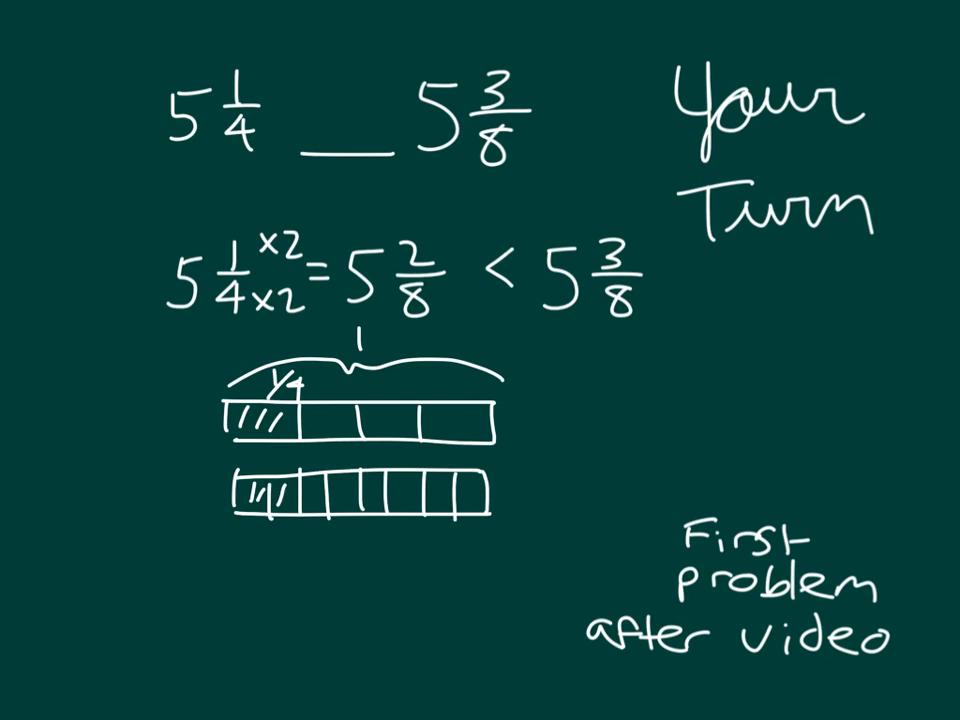 5 1/4 __ 5 3/8
Your
Turn
5 1/4 ×2/×2 = 5 2/8 < 5 3/8
1
1/4
First
problem
after video